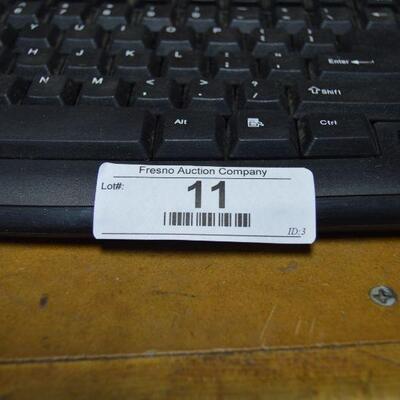 Y U I O P
H J K L
N M < > ?
Enter
Shift
Alt Ctrl
Fresno Auction Company
Lot#: 11
ID:3